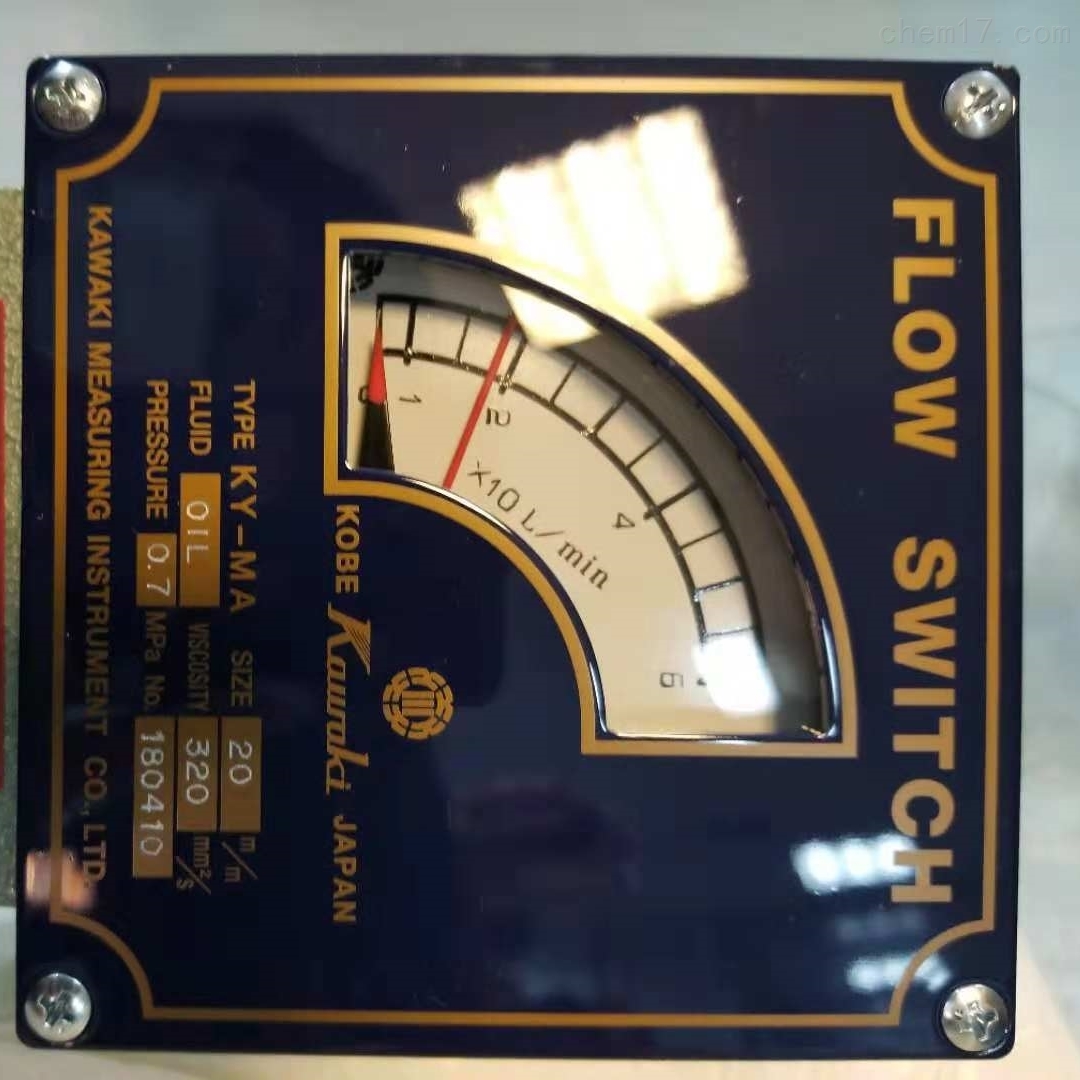 FLOW SWITCH
0
1
2
4
6
×10 L/min
KOBE Kawaki JAPAN
TYPE KY-MA SIZE 20 m/m
FLUID OIL VISCOSITY 320 mm²/s
PRESSURE 0.7 MPa No. 180410
KAWAKI MEASURING INSTRUMENT CO., LTD.
chem17.com